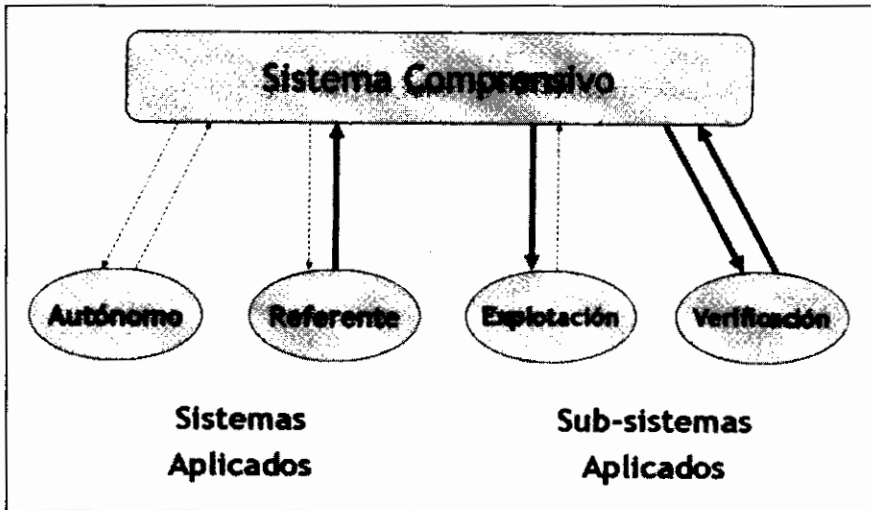 Sistema Comprensivo
Autónomo
Referente
Explotación
Verificación
Sistemas
Aplicados
Sub-sistemas
Aplicados